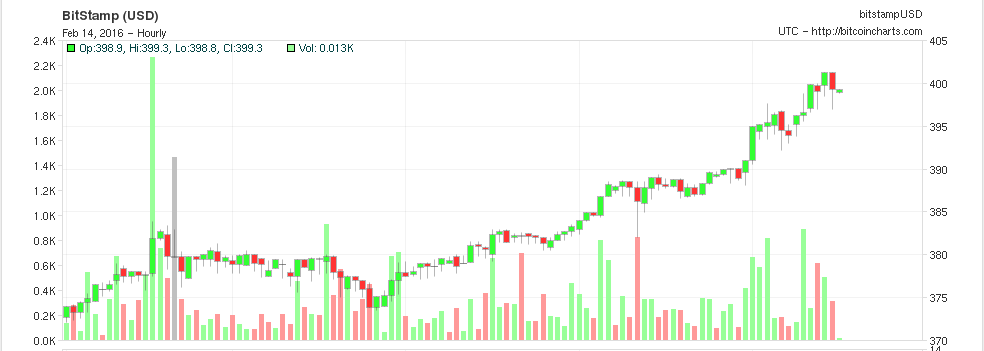 BitStamp (USD)
bitstampUSD
Feb 14, 2016 - Hourly
UTC - http://bitcoincharts.com
Op:398.9, Hi:399.3, Lo:398.8, Cl:399.3
Vol: 0.013K
2.4K
405
2.2K
400
2.0K
1.8K
395
1.6K
1.4K
390
1.2K
1.0K
385
0.8K
380
0.6K
0.4K
375
0.2K
0.0K
370